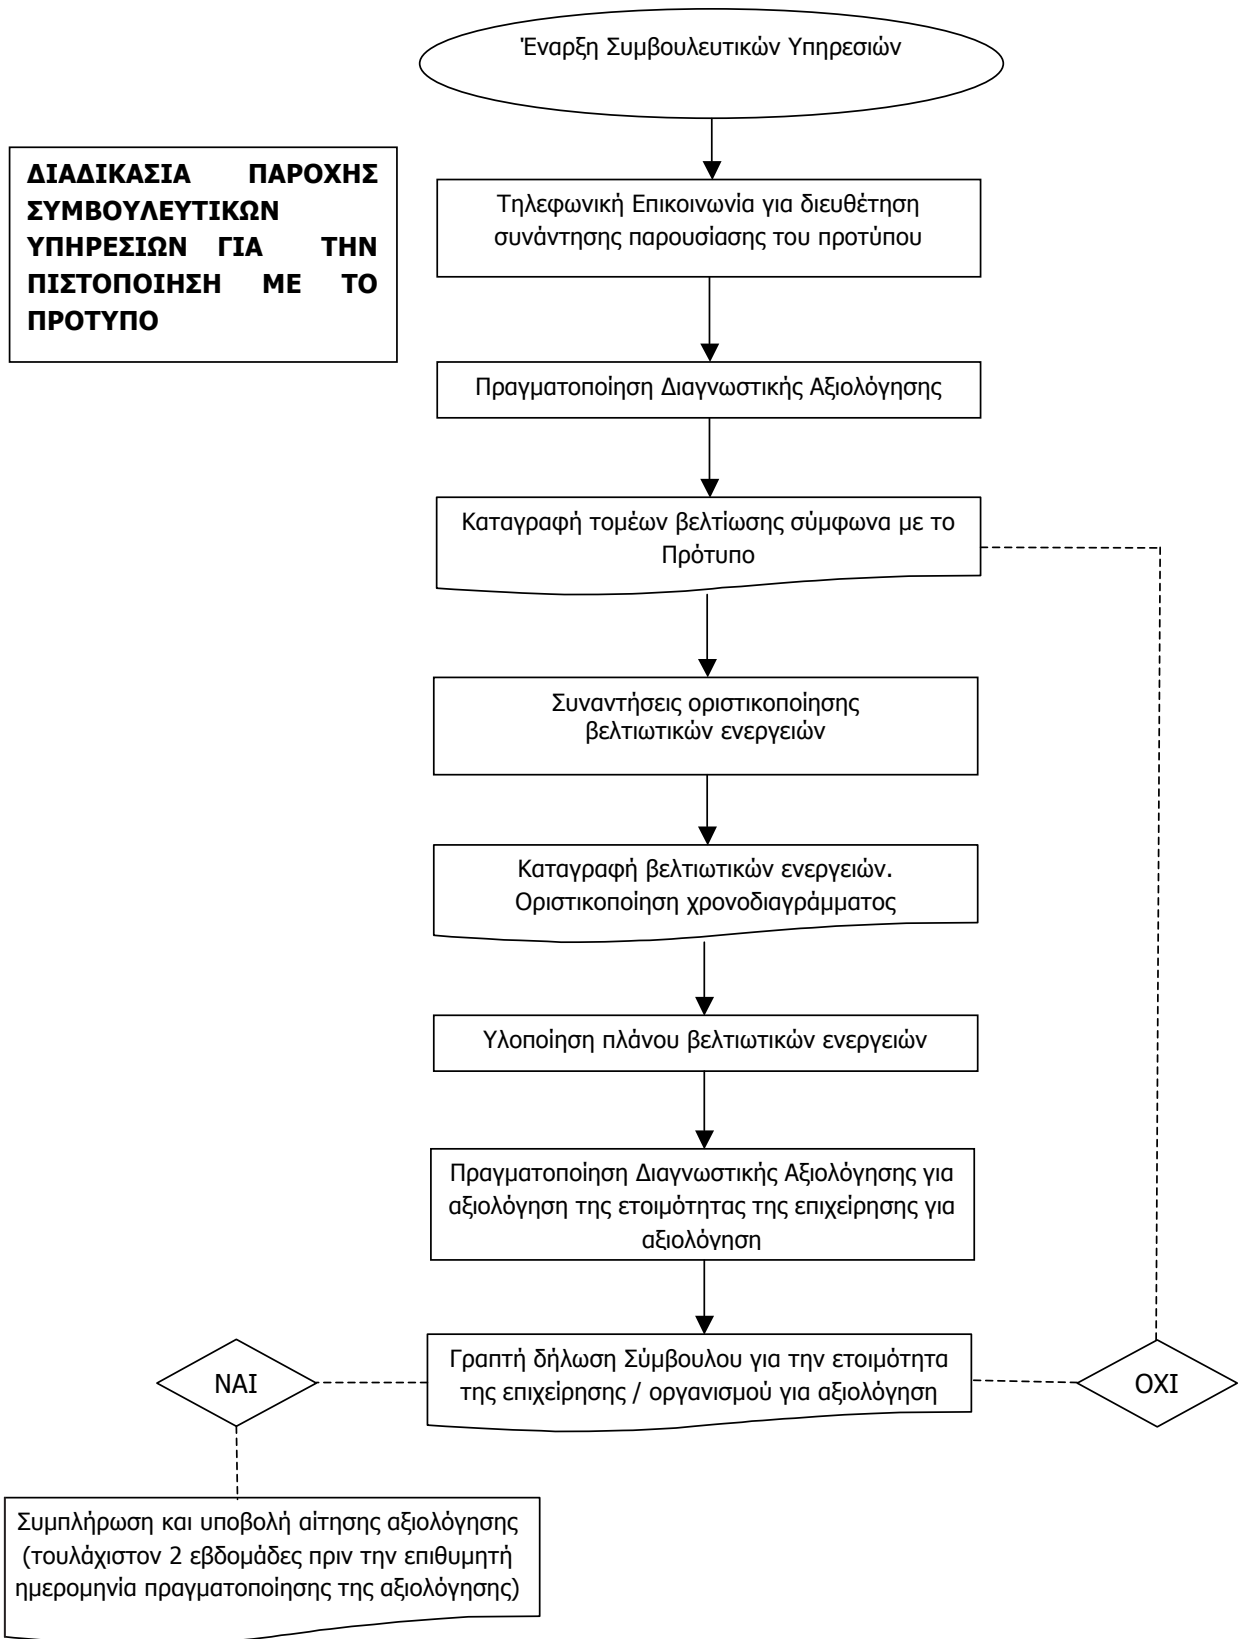 Έναρξη Συμβουλευτικών Υπηρεσιών
ΔΙΑΔΙΚΑΣΙΑ ΠΑΡΟΧΗΣ
ΣΥΜΒΟΥΛΕΥΤΙΚΩΝ
ΥΠΗΡΕΣΙΩΝ ΓΙΑ ΤΗΝ
ΠΙΣΤΟΠΟΙΗΣΗ ΜΕ ΤΟ
ΠΡΟΤΥΠΟ
Τηλεφωνική Επικοινωνία για διευθέτηση
συνάντησης παρουσίασης του προτύπου
Πραγματοποίηση Διαγνωστικής Αξιολόγησης
Καταγραφή τομέων βελτίωσης σύμφωνα με το
Πρότυπο
Συναντήσεις οριστικοποίησης
βελτιωτικών ενεργειών
Καταγραφή βελτιωτικών ενεργειών.
Οριστικοποίηση χρονοδιαγράμματος
Υλοποίηση πλάνου βελτιωτικών ενεργειών
Πραγματοποίηση Διαγνωστικής Αξιολόγησης για
αξιολόγηση της ετοιμότητας της επιχείρησης για
αξιολόγηση
Γραπτή δήλωση Σύμβουλου για την ετοιμότητα
της επιχείρησης / οργανισμού για αξιολόγηση
ΝΑΙ
ΟΧΙ
Συμπλήρωση και υποβολή αίτησης αξιολόγησης
(τουλάχιστον 2 εβδομάδες πριν την επιθυμητή
ημερομηνία πραγματοποίησης της αξιολόγησης)